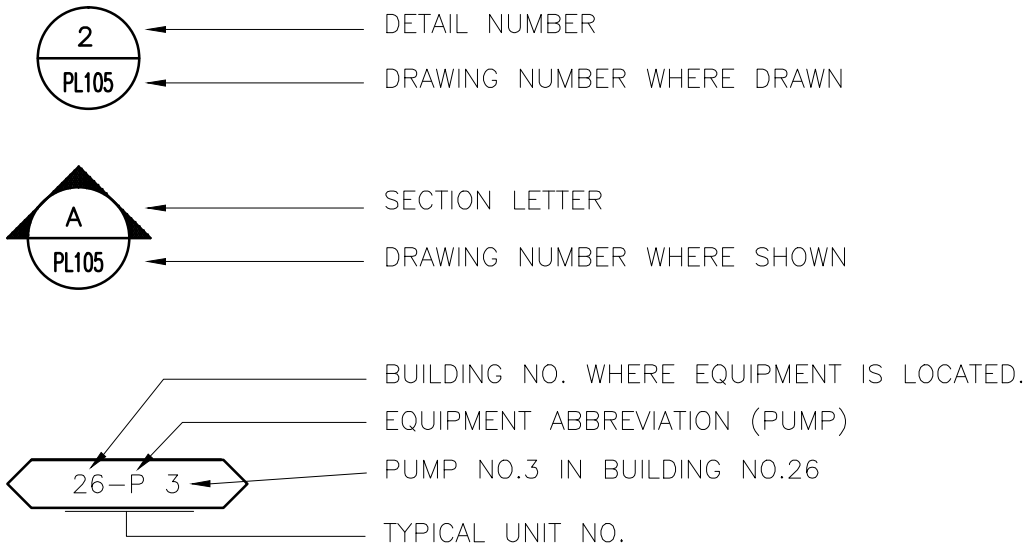 2
DETAIL NUMBER
PL105
DRAWING NUMBER WHERE DRAWN
A
SECTION LETTER
PL105
DRAWING NUMBER WHERE SHOWN
BUILDING NO. WHERE EQUIPMENT IS LOCATED.
EQUIPMENT ABBREVIATION (PUMP)
26-P 3
PUMP NO.3 IN BUILDING NO.26
TYPICAL UNIT NO.